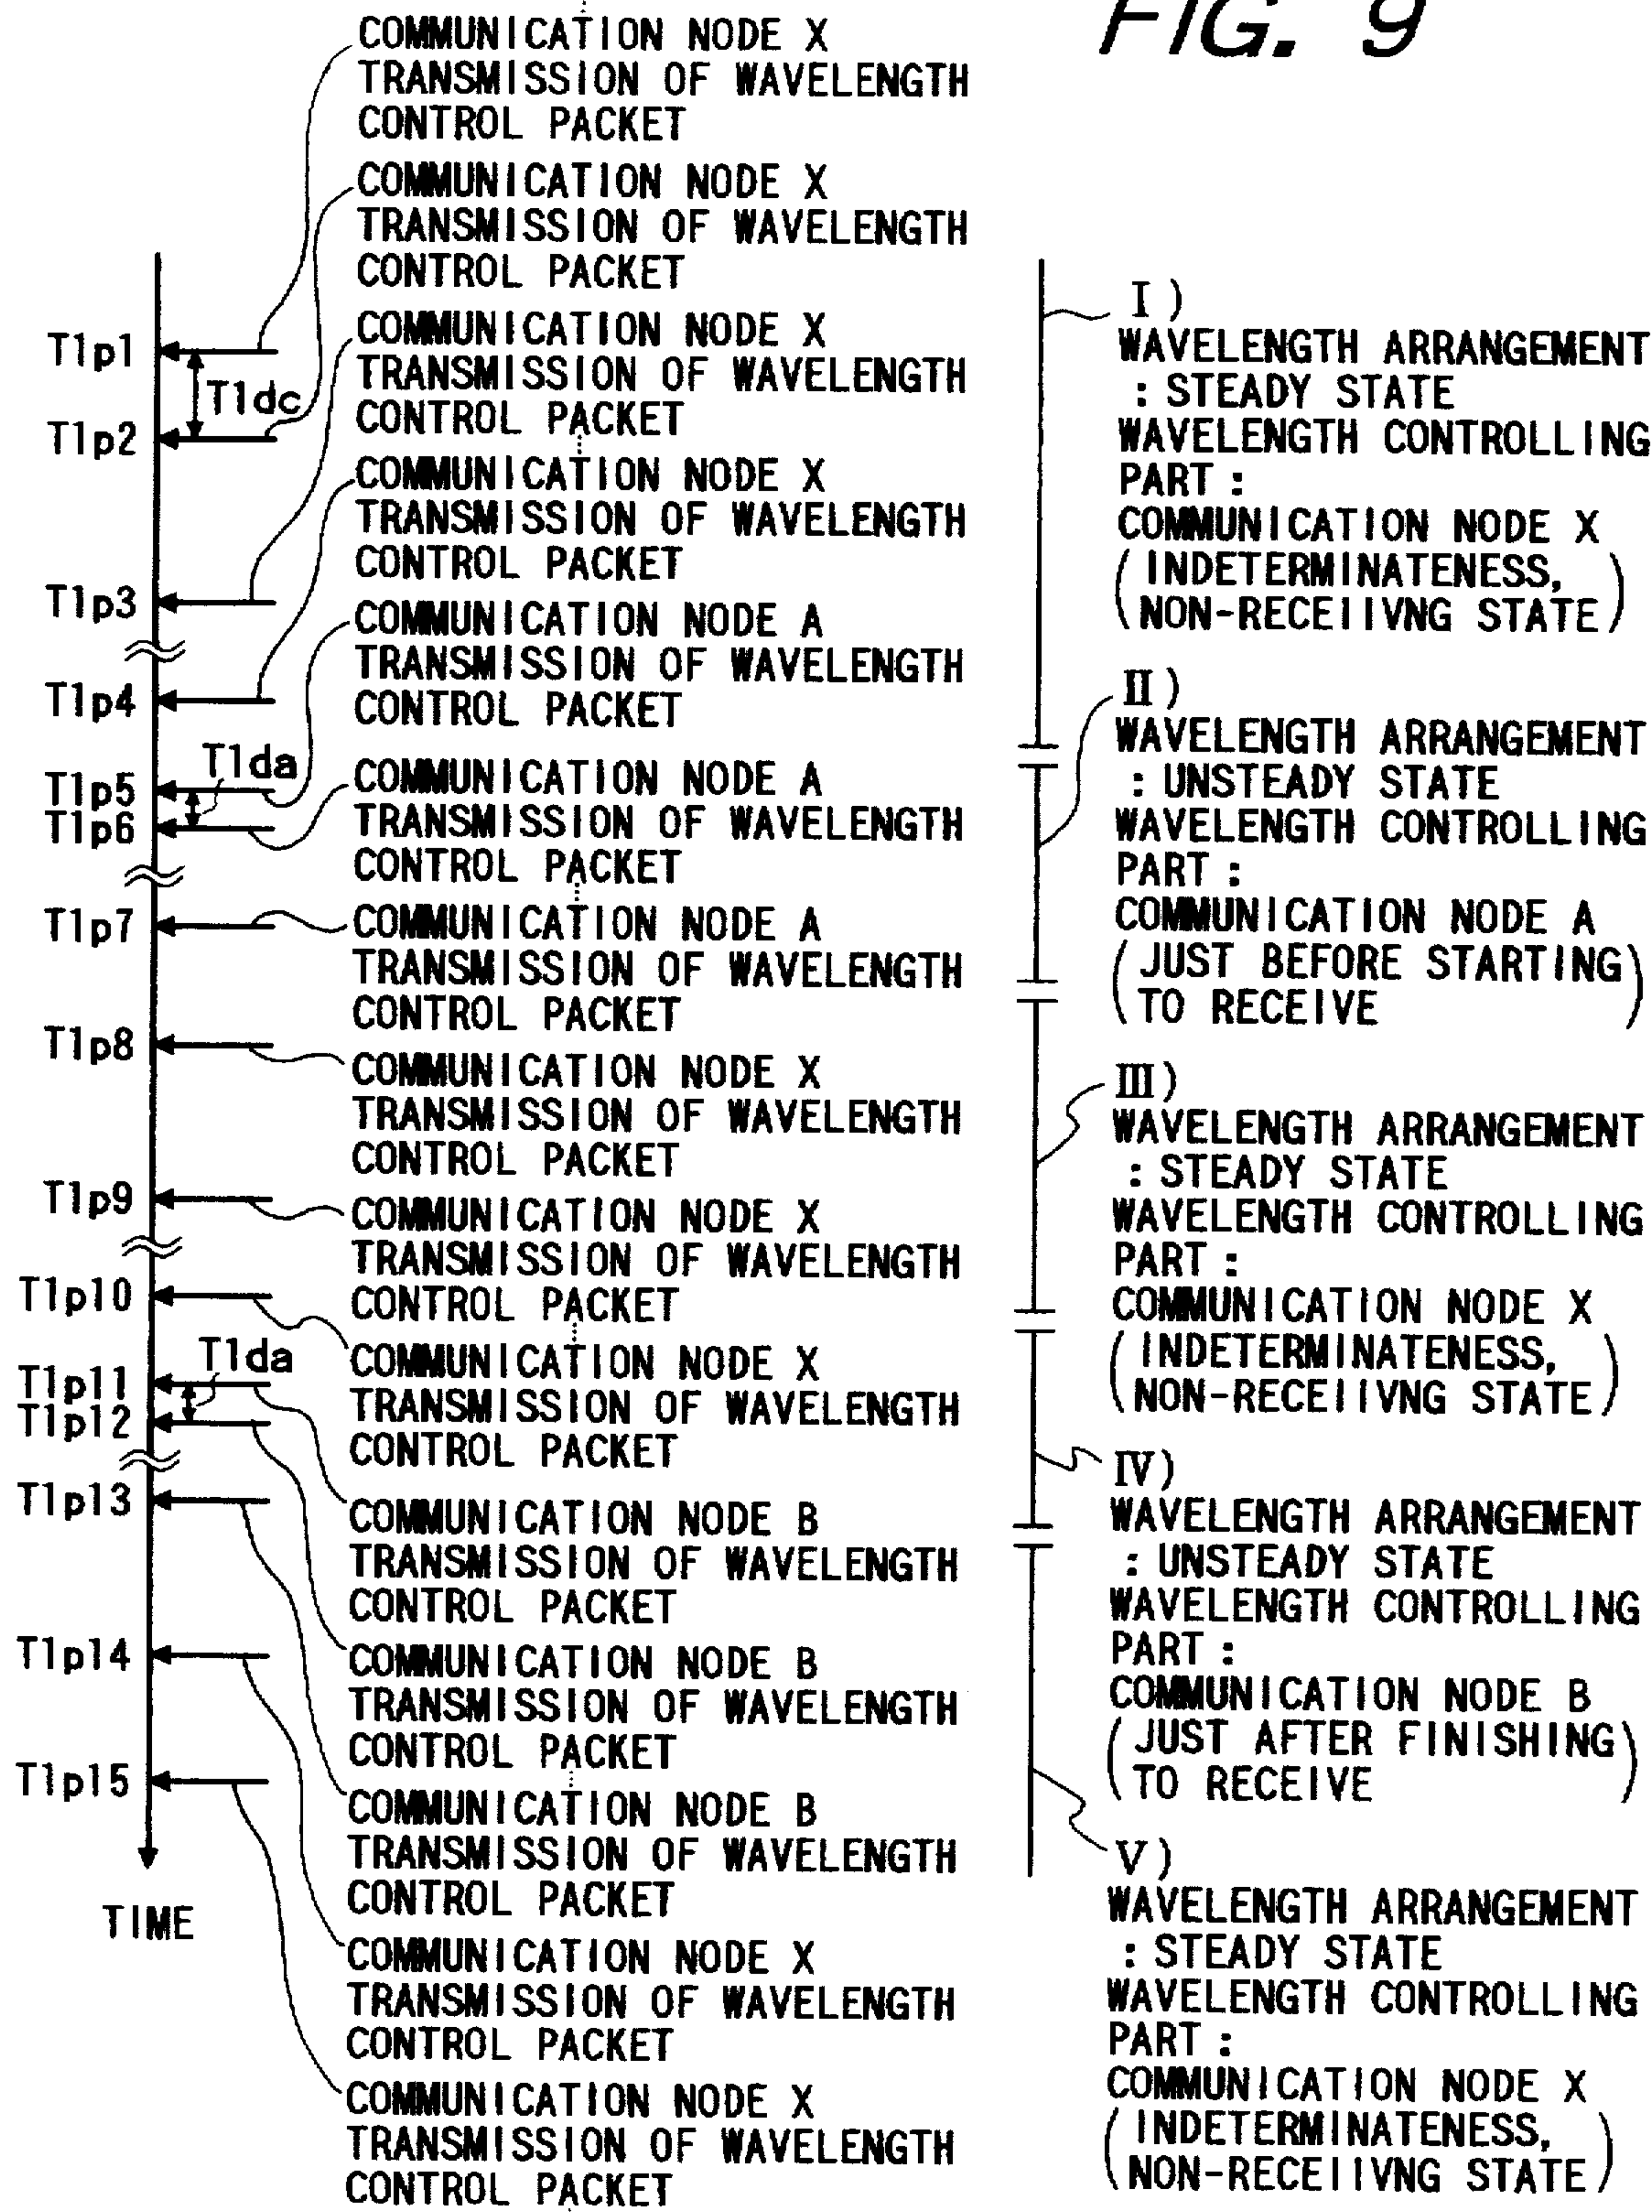 FIG. 9
COMMUNICATION NODE X
TRANSMISSION OF WAVELENGTH
CONTROL PACKET
COMMUNICATION NODE X
TRANSMISSION OF WAVELENGTH
CONTROL PACKET
COMMUNICATION NODE X
TRANSMISSION OF WAVELENGTH
CONTROL PACKET
COMMUNICATION NODE X
TRANSMISSION OF WAVELENGTH
CONTROL PACKET
COMMUNICATION NODE A
TRANSMISSION OF WAVELENGTH
CONTROL PACKET
COMMUNICATION NODE A
TRANSMISSION OF WAVELENGTH
CONTROL PACKET
COMMUNICATION NODE A
TRANSMISSION OF WAVELENGTH
CONTROL PACKET
COMMUNICATION NODE X
TRANSMISSION OF WAVELENGTH
CONTROL PACKET
COMMUNICATION NODE X
TRANSMISSION OF WAVELENGTH
CONTROL PACKET
COMMUNICATION NODE X
TRANSMISSION OF WAVELENGTH
CONTROL PACKET
COMMUNICATION NODE B
TRANSMISSION OF WAVELENGTH
CONTROL PACKET
COMMUNICATION NODE B
TRANSMISSION OF WAVELENGTH
CONTROL PACKET
COMMUNICATION NODE B
TRANSMISSION OF WAVELENGTH
CONTROL PACKET
COMMUNICATION NODE X
TRANSMISSION OF WAVELENGTH
CONTROL PACKET
COMMUNICATION NODE X
TRANSMISSION OF WAVELENGTH
CONTROL PACKET
T1p1
T1dc
T1p2
T1p3
T1p4
T1da
T1p5
T1p6
T1p7
T1p8
T1p9
T1p10
T1da
T1p11
T1p12
T1p13
T1p14
T1p15
TIME
I)
WAVELENGTH ARRANGEMENT
: STEADY STATE
WAVELENGTH CONTROLLING
PART :
COMMUNICATION NODE X
(INDETERMINATENESS,
NON-RECEIIVNG STATE)
II)
WAVELENGTH ARRANGEMENT
: UNSTEADY STATE
WAVELENGTH CONTROLLING
PART :
COMMUNICATION NODE A
(JUST BEFORE STARTING
TO RECEIVE)
III)
WAVELENGTH ARRANGEMENT
: STEADY STATE
WAVELENGTH CONTROLLING
PART :
COMMUNICATION NODE X
(INDETERMINATENESS,
NON-RECEIIVNG STATE)
IV)
WAVELENGTH ARRANGEMENT
: UNSTEADY STATE
WAVELENGTH CONTROLLING
PART :
COMMUNICATION NODE B
(JUST AFTER FINISHING
TO RECEIVE)
V)
WAVELENGTH ARRANGEMENT
: STEADY STATE
WAVELENGTH CONTROLLING
PART :
COMMUNICATION NODE X
(INDETERMINATENESS,
NON-RECEIIVNG STATE)